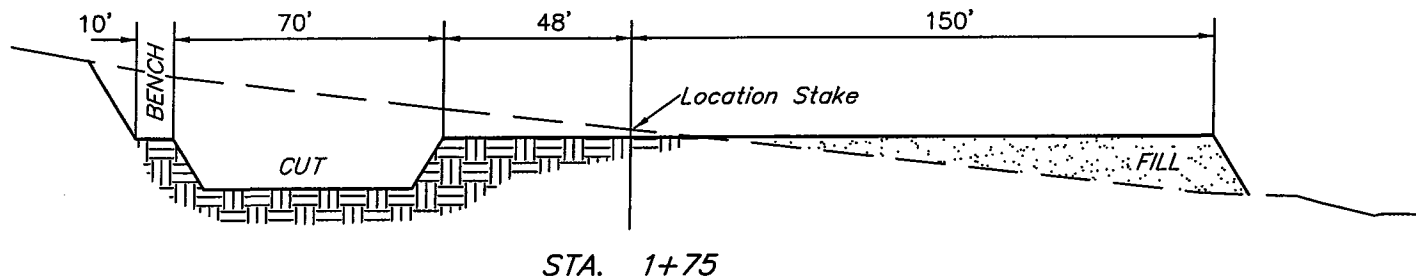 10' 70' 48' 150'
BENCH
Location Stake
CUT
FILL
STA. 1+75